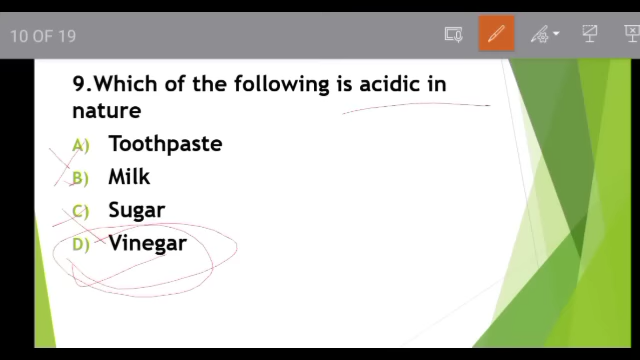 10 OF 19
9.Which of the following is acidic in
nature
A) Toothpaste
B) Milk
C) Sugar
D) Vinegar